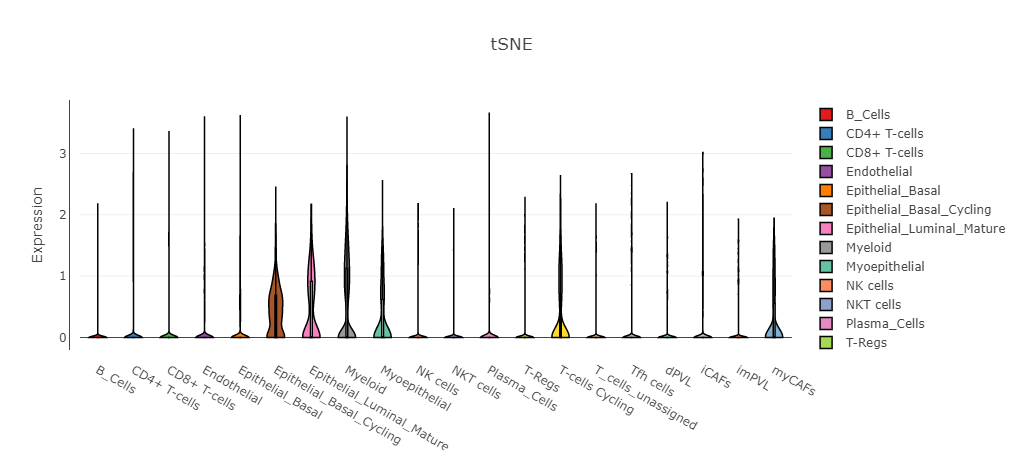 tSNE
Expression
3
2
1
0
B_Cells
CD4+ T-cells
CD8+ T-cells
Endothelial
Epithelial_Basal
Epithelial_Basal_Cycling
Epithelial_Luminal_Mature
Myeloid
Myoepithelial
NK cells
NKT cells
Plasma_Cells
T-Regs
T-cells Cycling
T_cells_unassigned
Tfh cells
dPVL
iCAFs
imPVL
myCAFs
B_Cells
CD4+ T-cells
CD8+ T-cells
Endothelial
Epithelial_Basal
Epithelial_Basal_Cycling
Epithelial_Luminal_Mature
Myeloid
Myoepithelial
NK cells
NKT cells
Plasma_Cells
T-Regs